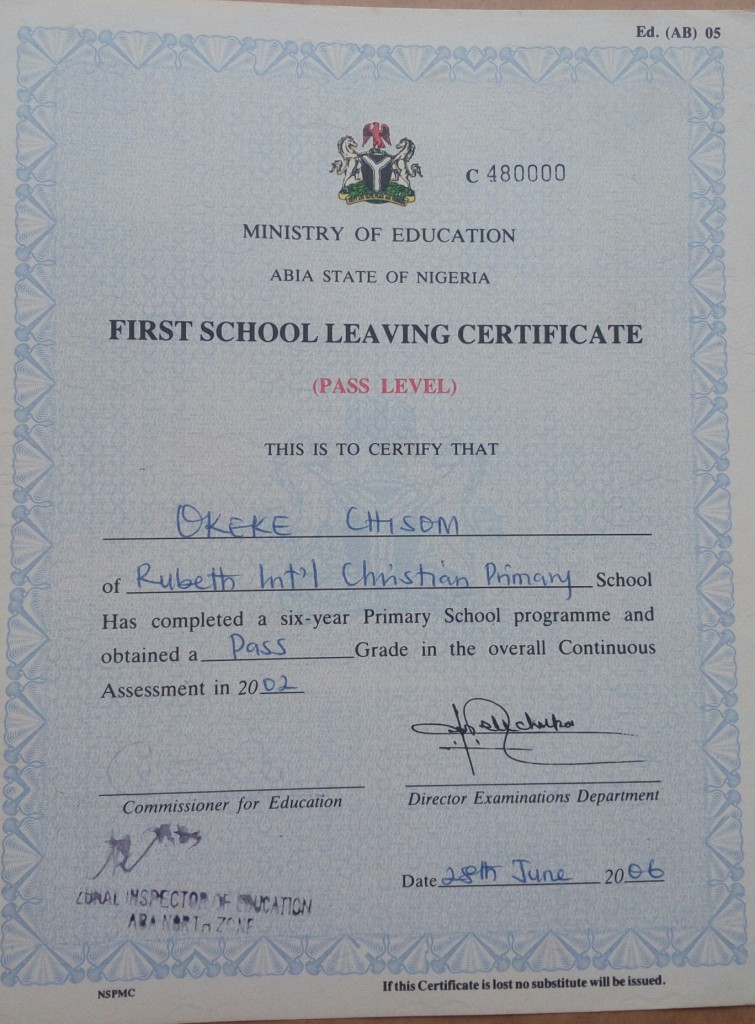 Ed. (AB) 05
C 480000
MINISTRY OF EDUCATION
ABIA STATE OF NIGERIA
FIRST SCHOOL LEAVING CERTIFICATE
(PASS LEVEL)
THIS IS TO CERTIFY THAT
OKEKE CHISOM
of Rubeth Int'l Christian Primary School
Has completed a six-year Primary School programme and
obtained a Pass Grade in the overall Continuous
Assessment in 2002
Commissioner for Education
Director Examinations Department
ZONAL INSPECTOR OF EDUCATION
ABA NORTH ZONE
Date 28th June 2006
NSPMC
If this Certificate is lost no substitute will be issued.